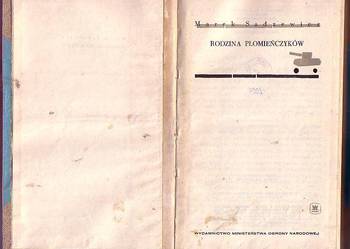 Marek Sadzewicz
RODZINA PŁOMIEŃCZYKÓW
WYDAWNICTWO MINISTERSTWA OBRONY NARODOWEJ